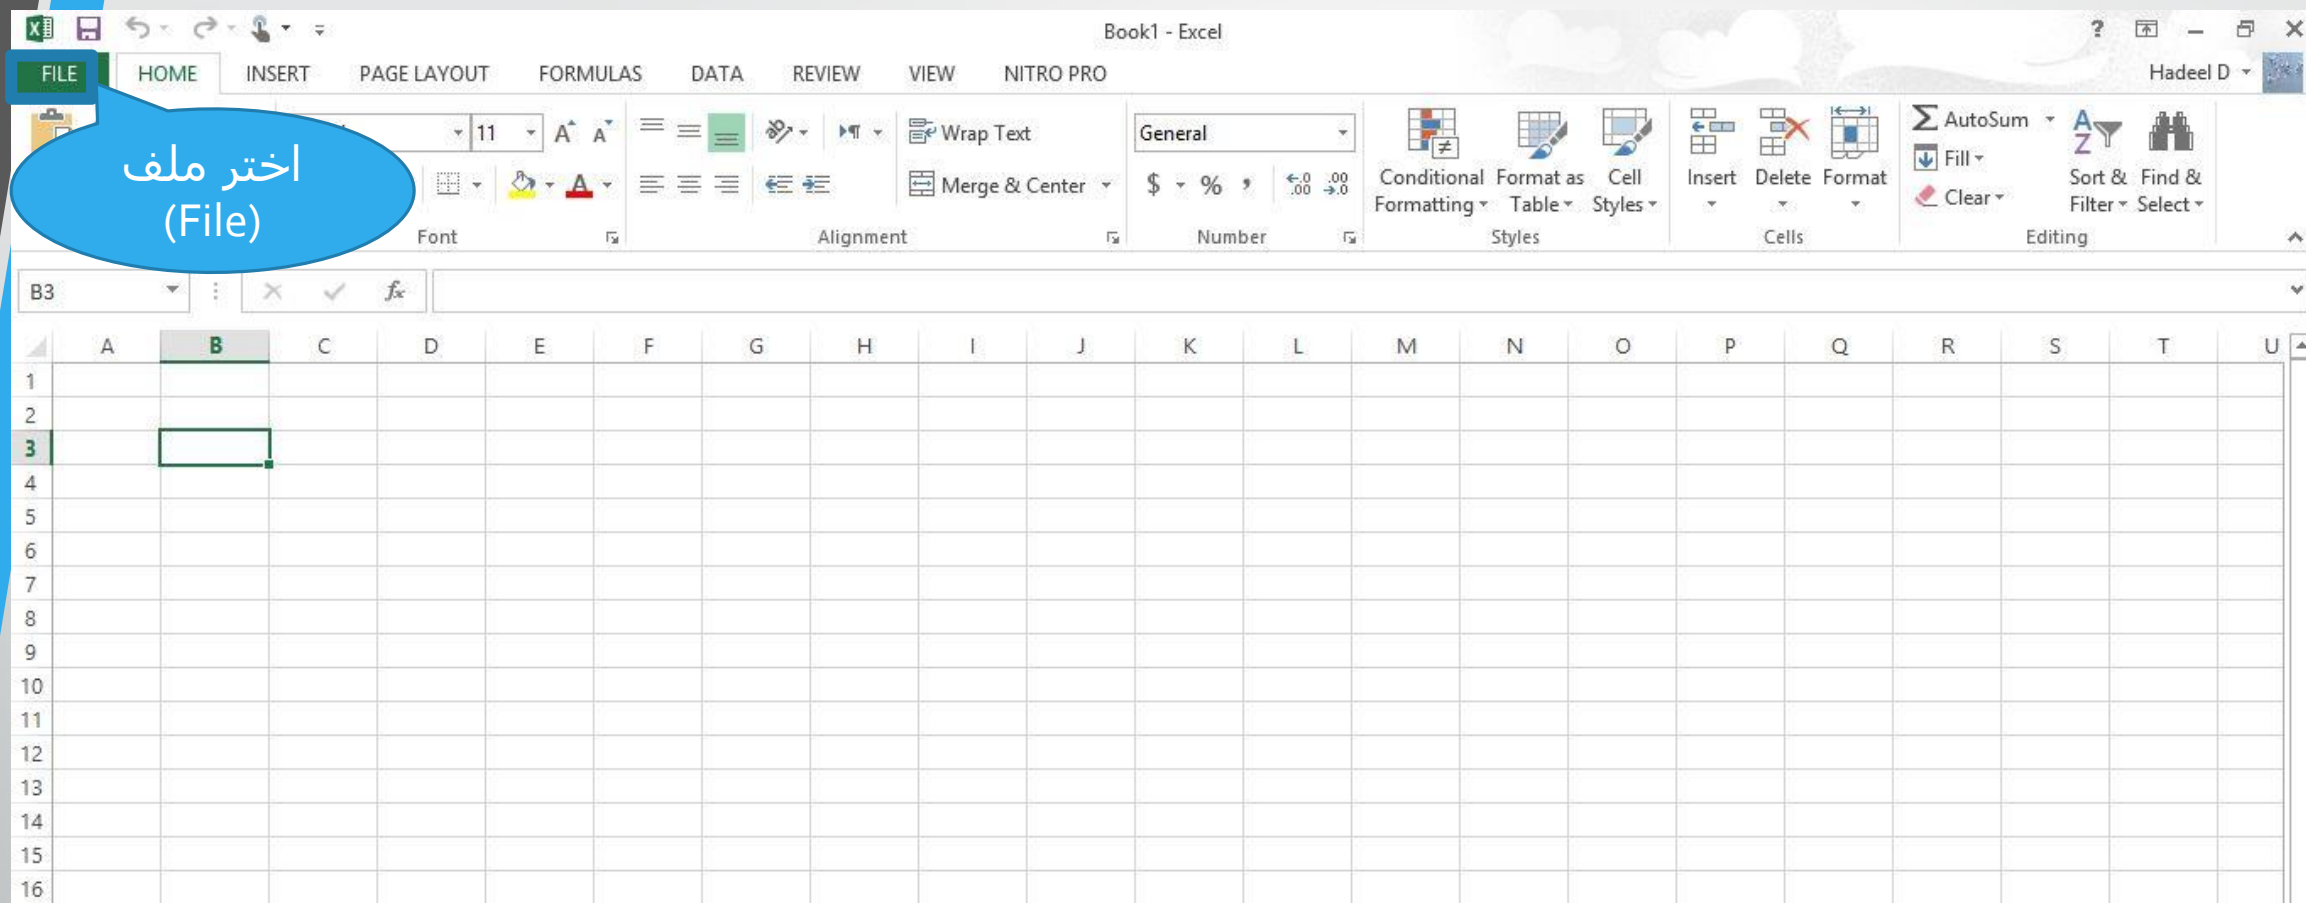 Book1 - Excel
?
FILE HOME INSERT PAGE LAYOUT FORMULAS DATA REVIEW VIEW NITRO PRO
Hadeel D
اختر ملف
(File)
11
Wrap Text
Merge & Center
General
$ % ,
Conditional Formatting
Format as Table
Cell Styles
Insert Delete Format
AutoSum
Fill
Clear
Sort & Filter
Find & Select
Font Alignment Number Styles Cells Editing
B3
fx
A B C D E F G H I J K L M N O P Q R S T U
1
2
3
4
5
6
7
8
9
10
11
12
13
14
15
16